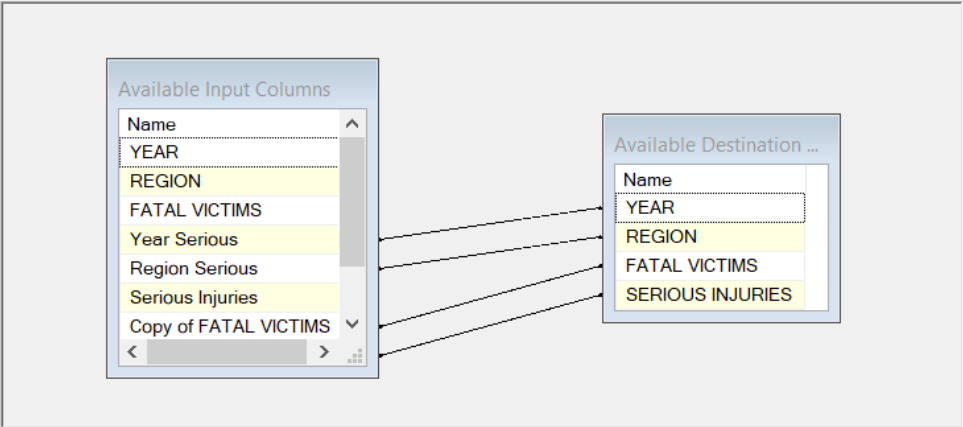 Available Input Columns
Name
YEAR
REGION
FATAL VICTIMS
Year Serious
Region Serious
Serious Injuries
Copy of FATAL VICTIMS
Available Destination ...
Name
YEAR
REGION
FATAL VICTIMS
SERIOUS INJURIES